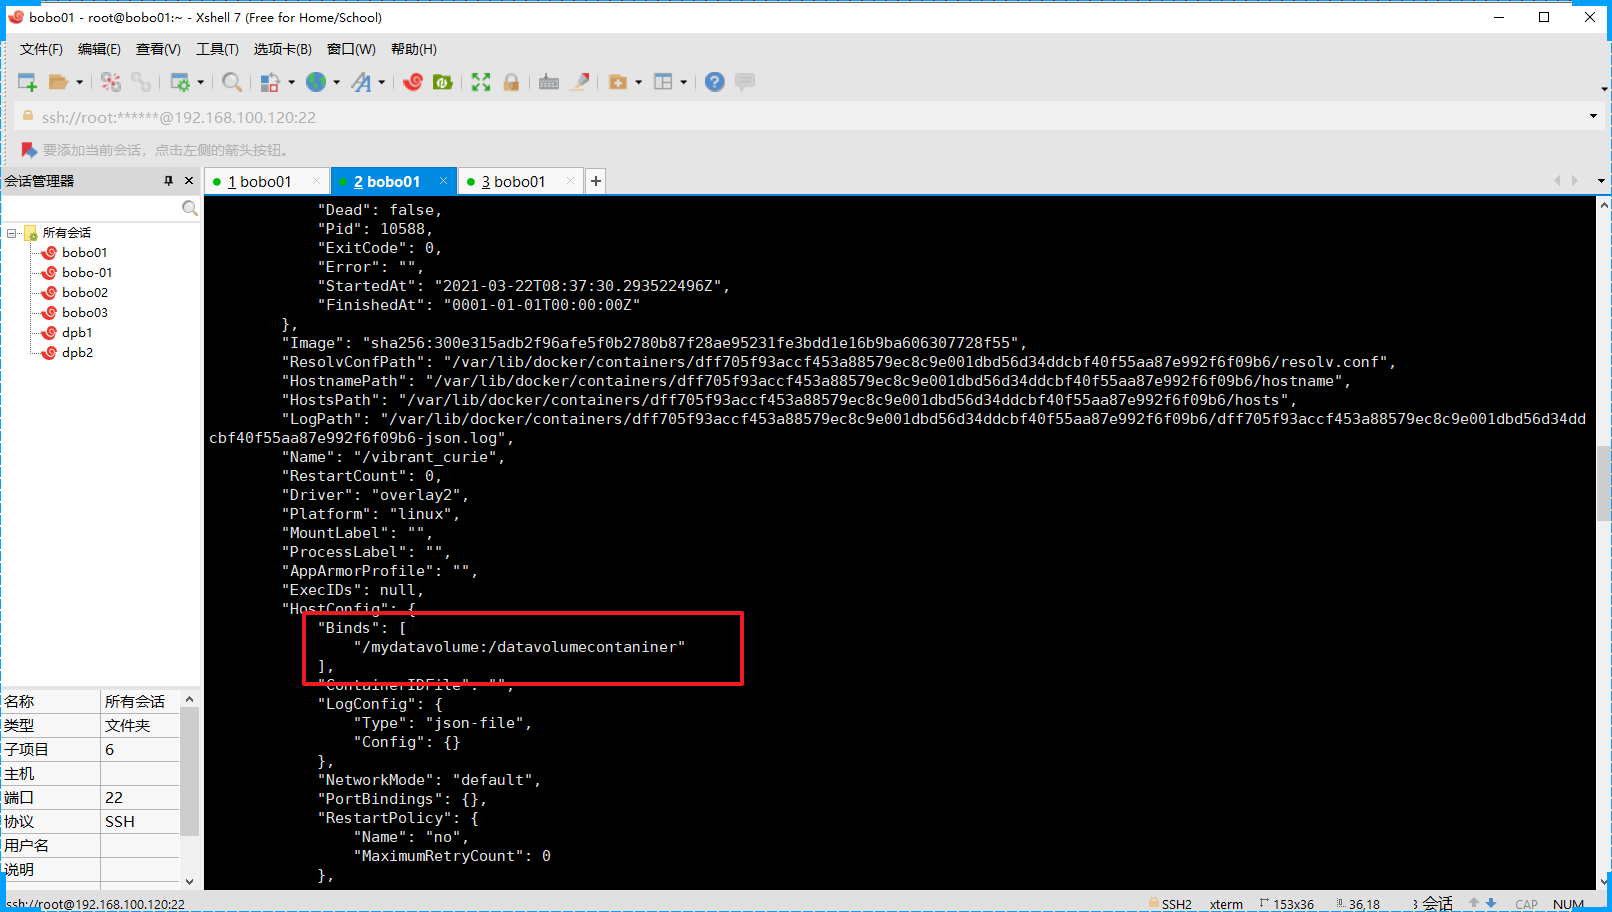 bobo01 - root@bobo01:~ - Xshell 7 (Free for Home/School)
文件(F) 编辑(E) 查看(V) 工具(T) 选项卡(B) 窗口(W) 帮助(H)
ssh://root:******@192.168.100.120:22
要添加当前会话，点击左侧的箭头按钮。
会话管理器
1 bobo01
2 bobo01
3 bobo01
所有会话
bobo01
bobo-01
bobo02
bobo03
dpb1
dpb2
名称 所有会话
类型 文件夹
子项目 6
主机
端口 22
协议 SSH
用户名
说明
"Dead": false,
"Pid": 10588,
"ExitCode": 0,
"Error": "",
"StartedAt": "2021-03-22T08:37:30.293522496Z",
"FinishedAt": "0001-01-01T00:00:00Z"
},
"Image": "sha256:300e315adb2f96afe5f0b2780b87f28ae95231fe3bdd1e16b9ba606307728f55",
"ResolvConfPath": "/var/lib/docker/containers/dff705f93accf453a88579ec8c9e001dbd56d34ddcbf40f55aa87e992f6f09b6/resolv.conf",
"HostnamePath": "/var/lib/docker/containers/dff705f93accf453a88579ec8c9e001dbd56d34ddcbf40f55aa87e992f6f09b6/hostname",
"HostsPath": "/var/lib/docker/containers/dff705f93accf453a88579ec8c9e001dbd56d34ddcbf40f55aa87e992f6f09b6/hosts",
"LogPath": "/var/lib/docker/containers/dff705f93accf453a88579ec8c9e001dbd56d34ddcbf40f55aa87e992f6f09b6/dff705f93accf453a88579ec8c9e001dbd56d34dd
cbf40f55aa87e992f6f09b6-json.log",
"Name": "/vibrant_curie",
"RestartCount": 0,
"Driver": "overlay2",
"Platform": "linux",
"MountLabel": "",
"ProcessLabel": "",
"AppArmorProfile": "",
"ExecIDs": null,
"HostConfig": {
"Binds": [
"/mydatavolume:/datavolumecontaniner"
],
"ContainerIDFile": "",
"LogConfig": {
"Type": "json-file",
"Config": {}
},
"NetworkMode": "default",
"PortBindings": {},
"RestartPolicy": {
"Name": "no",
"MaximumRetryCount": 0
},
ssh://root@192.168.100.120:22 SSH2 xterm 153x36 36,18 3 会话 CAP NUM